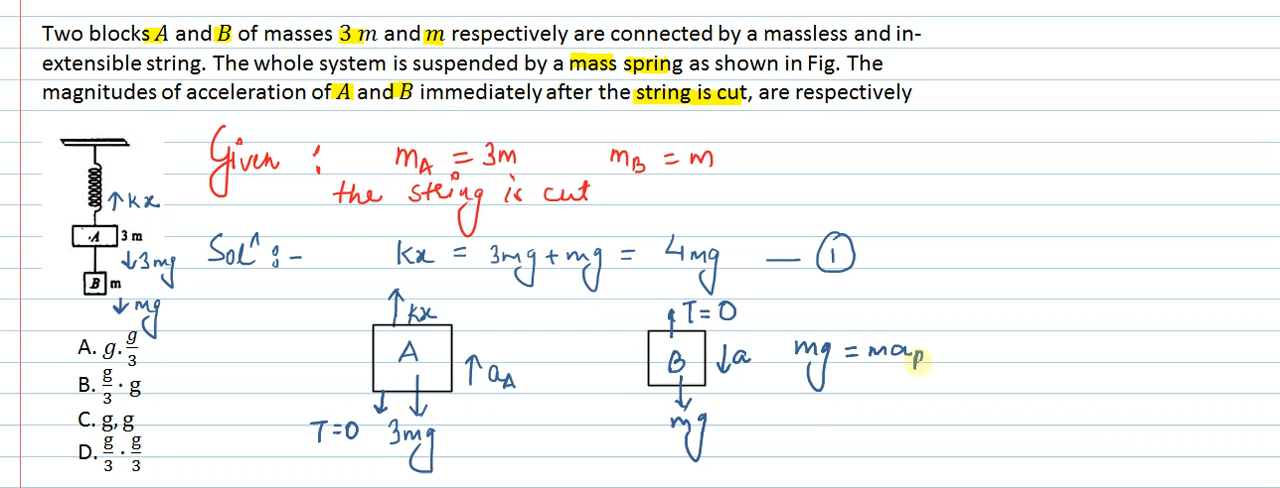 Two blocks A and B of masses 3 m and m respectively are connected by a massless and in-
extensible string. The whole system is suspended by a mass spring as shown in Fig. The
magnitudes of acceleration of A and B immediately after the string is cut, are respectively
Given : mA = 3m mB = m
the string is cut
↑kx
A 3 m
↓3mg
B m
↓mg
Solⁿ :- kx = 3mg + mg = 4mg — ①
↑kx
A ↑aA
T=0 3mg
↑T=0
B ↓a mg = map
mg
A. g. g/3
B. g/3 . g
C. g, g
D. g/3 . g/3